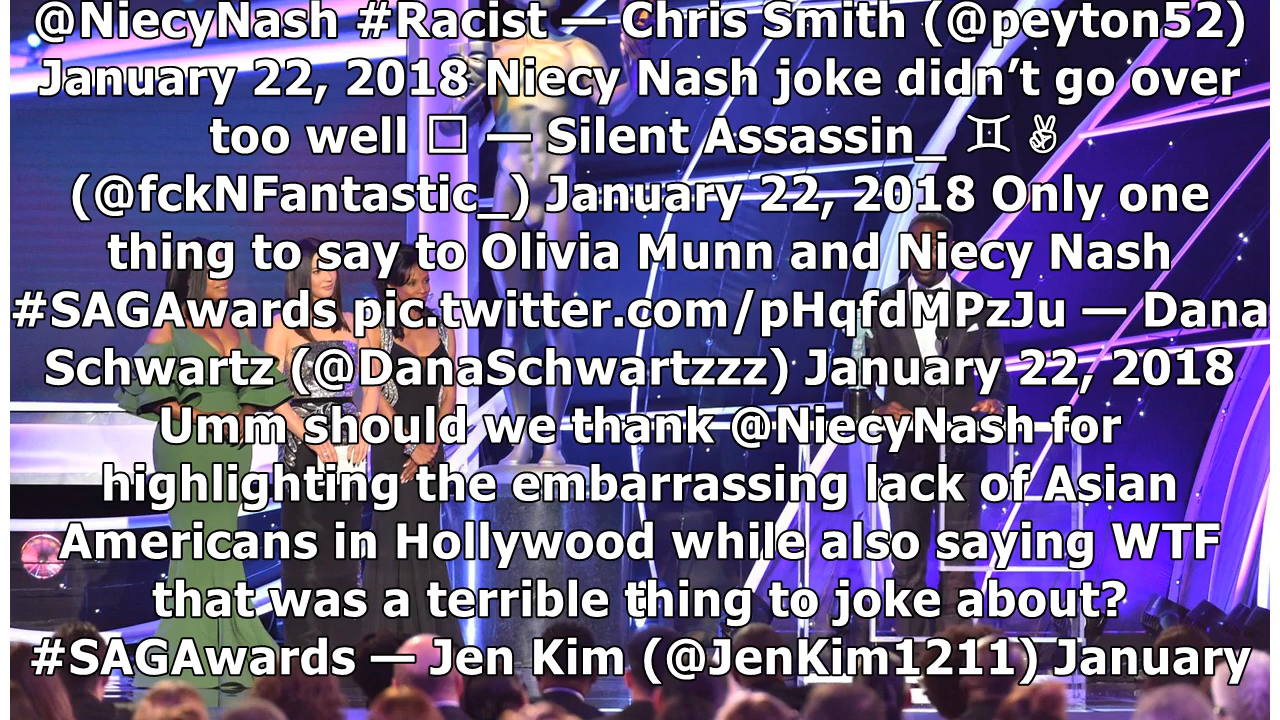 @NiecyNash #Racist — Chris Smith (@peyton52)
January 22, 2018 Niecy Nash joke didn’t go over
too well □ — Silent Assassin_ ♊ ✌
(@fckNFantastic_) January 22, 2018 Only one
thing to say to Olivia Munn and Niecy Nash
#SAGAwards pic.twitter.com/pHqfdMPzJu — Dana
Schwartz (@DanaSchwartzzz) January 22, 2018
Umm should we thank @NiecyNash for
highlighting the embarrassing lack of Asian
Americans in Hollywood while also saying WTF
that was a terrible thing to joke about?
#SAGAwards — Jen Kim (@JenKim1211) January